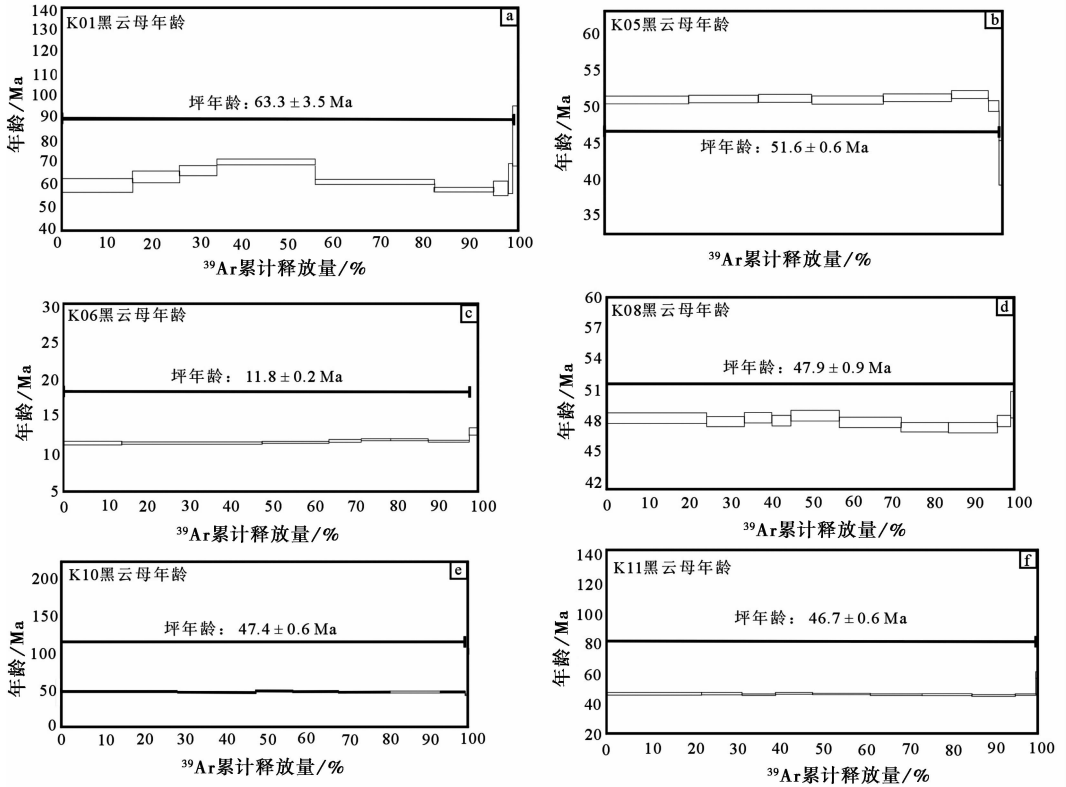 K01黑云母年龄
a
坪年龄:63.3±3.5 Ma
年龄/Ma
140
130
120
110
100
90
80
70
60
50
40
0 10 20 30 40 50 60 70 80 90 100
³⁹Ar累计释放量/%
K05黑云母年龄
b
坪年龄:51.6±0.6 Ma
年龄/Ma
60
55
50
45
40
35
³⁹Ar累计释放量/%
K06黑云母年龄
c
坪年龄: 11.8±0.2 Ma
年龄/Ma
30
25
20
15
10
5
0 10 20 30 40 50 60 70 80 90 100
³⁹Ar累计释放量/%
K08黑云母年龄
d
坪年龄:47.9±0.9 Ma
年龄/Ma
60
57
54
51
48
45
42
0 10 20 30 40 50 60 70 80 90 100
³⁹Ar累计释放量/%
K10黑云母年龄
e
坪年龄: 47.4±0.6 Ma
年龄/Ma
200
150
100
50
0
0 10 20 30 40 50 60 70 80 90 100
³⁹Ar累计释放量/%
K11黑云母年龄
f
坪年龄: 46.7±0.6 Ma
年龄/Ma
140
120
100
80
60
40
20
0 10 20 30 40 50 60 70 80 90 100
³⁹Ar累计释放量/%